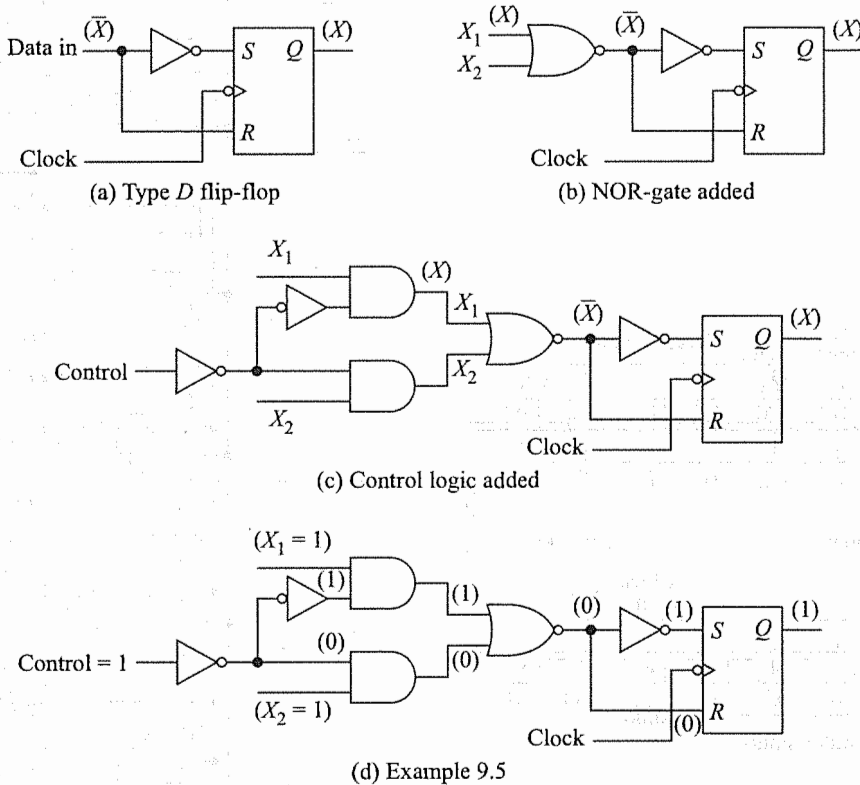 (X̅) (X)
Data in S Q
R
Clock
(a) Type D flip-flop
(X) (X̅) (X)
X₁
X₂ S Q
R
Clock
(b) NOR-gate added
X₁ (X)
X₁ (X̅) (X)
S Q
Control X₂
X₂ R
Clock
(c) Control logic added
(X₁ = 1)
(1) (1) (0) (1) (1)
S Q
(0)
Control = 1 (0)
(X₂ = 1) R
(0)
Clock
(d) Example 9.5